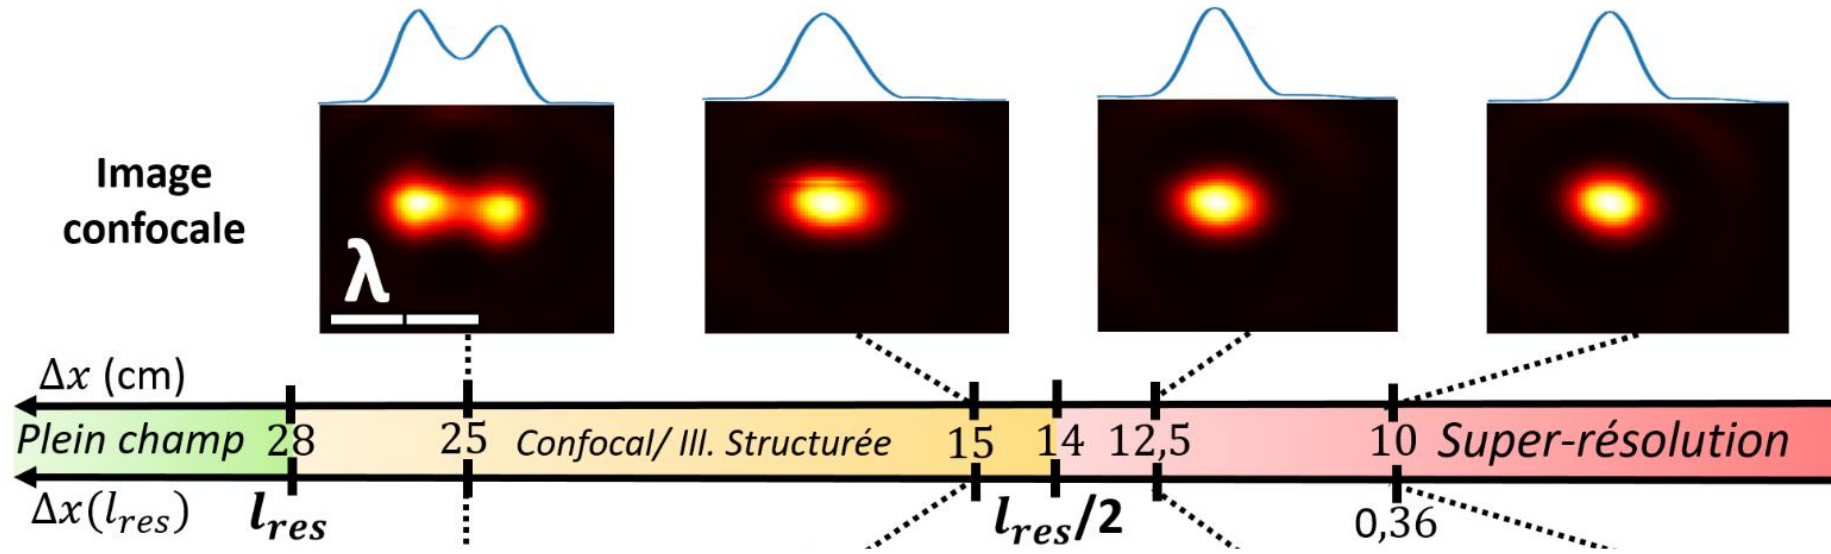 Image
confocale
λ
Δx (cm)
Plein champ 28 25 Confocal/ Ill. Structurée 15 14 12,5 10 Super-résolution
Δx(l_res) l_res l_res/2 0,36